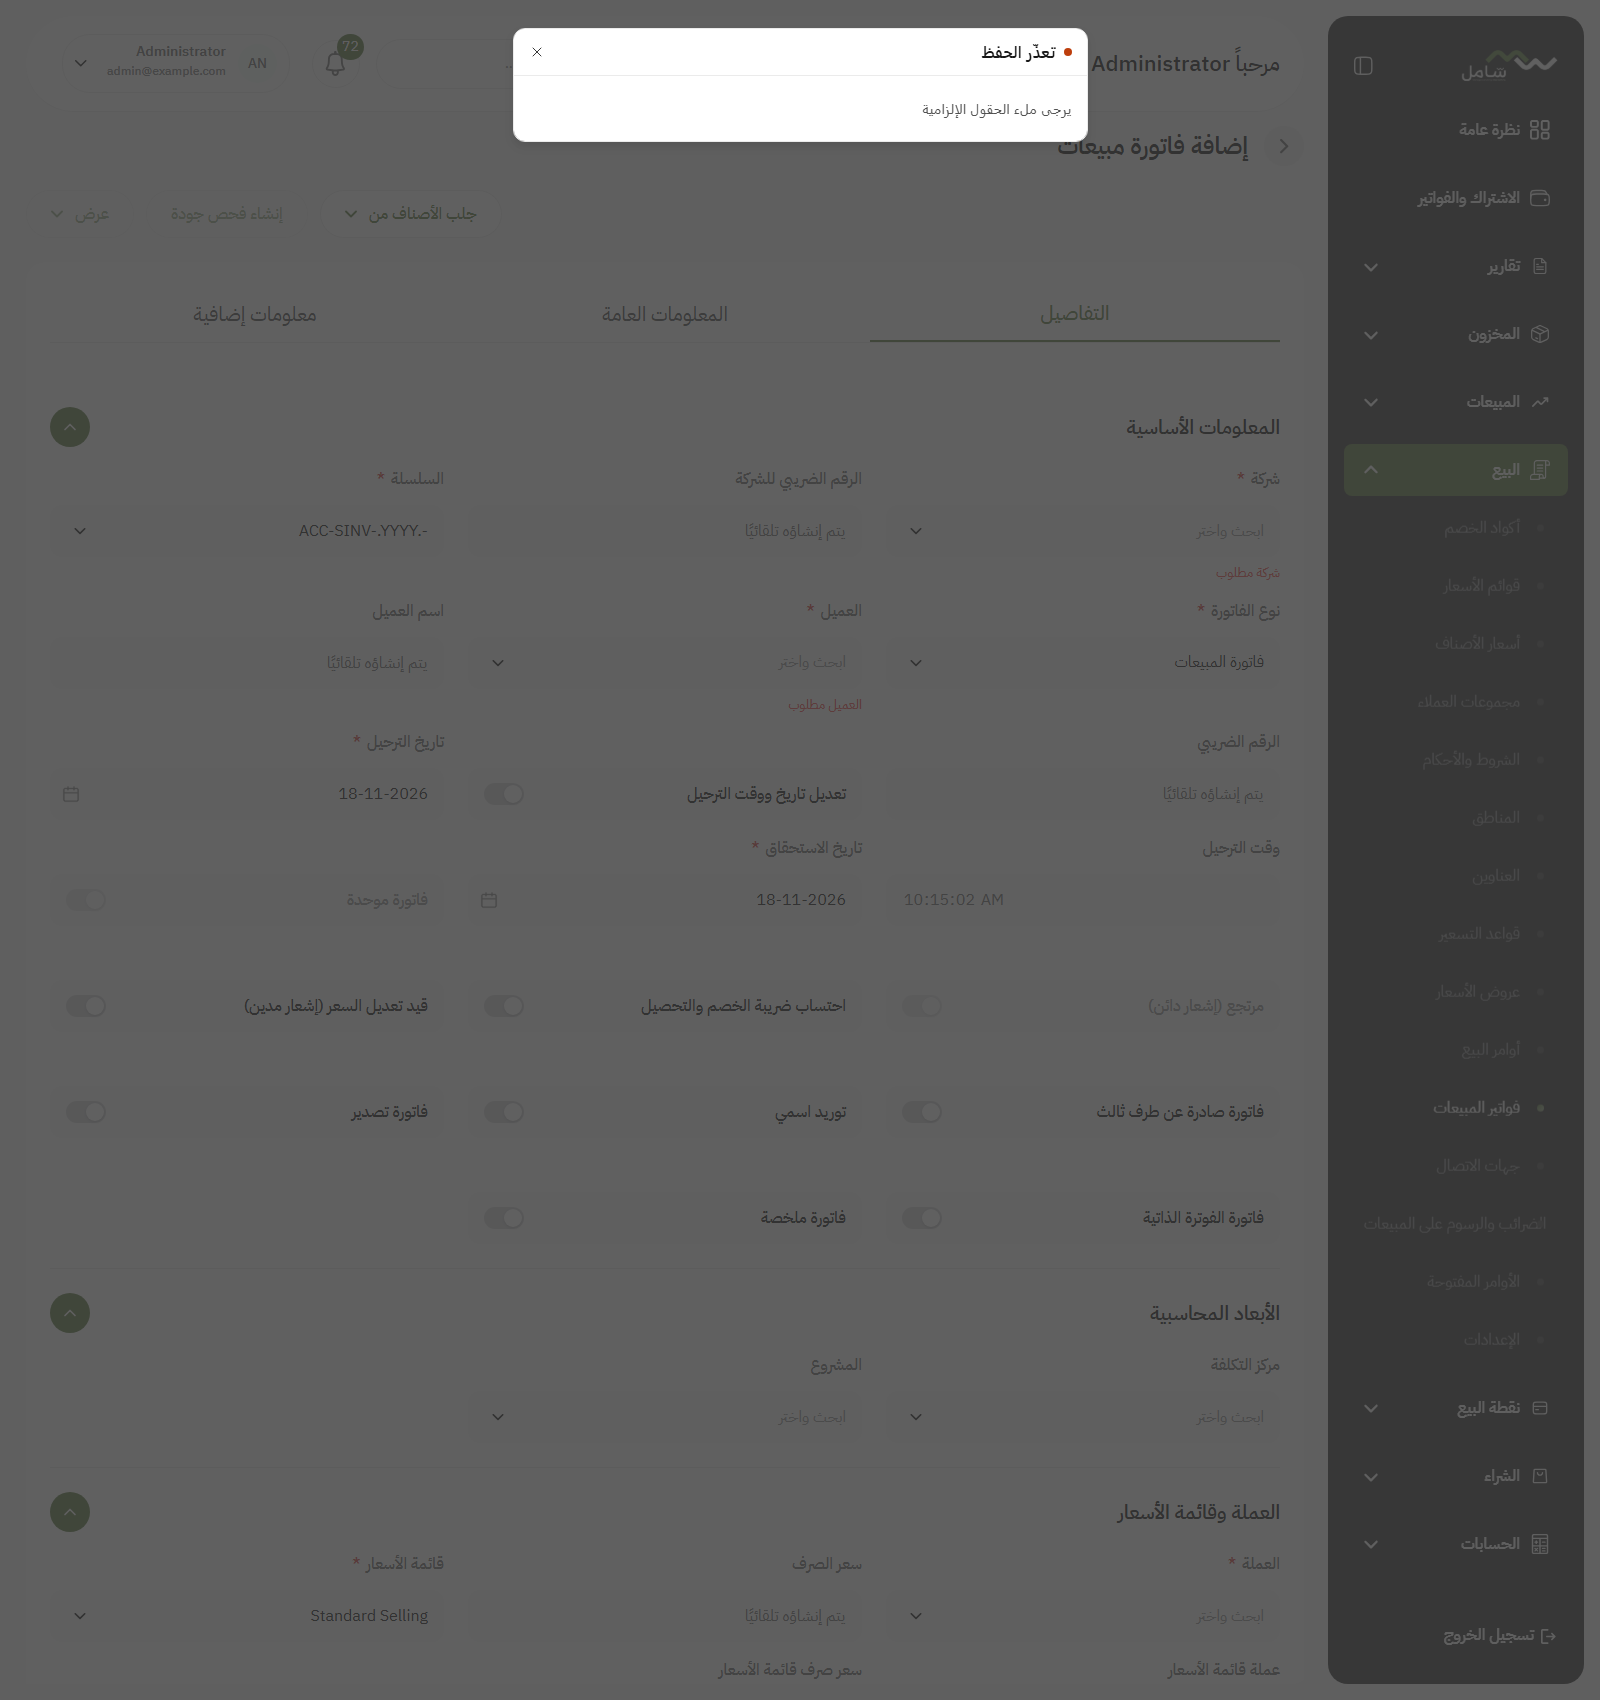 تعذّر الحفظ
يرجى ملء الحقول الإلزامية
شامل
نظرة عامة
الاشتراك والفواتير
تقارير
المخزون
المبيعات
البيع
أكواد الخصم
قوائم الأسعار
أسعار الأصناف
مجموعات العملاء
الشروط والأحكام
المناطق
العناوين
قواعد التسعير
عروض الأسعار
أوامر البيع
فواتير المبيعات
جهات الاتصال
الضرائب والرسوم على المبيعات
الأوامر المفتوحة
الإعدادات
نقطة البيع
الشراء
الحسابات
تسجيل الخروج
مرحباً Administrator
..
72
AN
Administrator
admin@example.com
إضافة فاتورة مبيعات
جلب الأصناف من
إنشاء فحص جودة
عرض
التفاصيل
المعلومات العامة
معلومات إضافية
المعلومات الأساسية
شركة *
الرقم الضريبي للشركة
السلسلة *
ابحث واختر
يتم إنشاؤه تلقائيًا
ACC-SINV-.YYYY.-
شركة مطلوب
نوع الفاتورة *
العميل *
اسم العميل
فاتورة المبيعات
ابحث واختر
يتم إنشاؤه تلقائيًا
العميل مطلوب
الرقم الضريبي
تاريخ الترحيل *
يتم إنشاؤه تلقائيًا
تعديل تاريخ ووقت الترحيل
18-11-2026
وقت الترحيل
تاريخ الاستحقاق *
10:15:02 AM
18-11-2026
فاتورة موحدة
مرتجع (إشعار دائن)
احتساب ضريبة الخصم والتحصيل
قيد تعديل السعر (إشعار مدين)
فاتورة صادرة عن طرف ثالث
توريد اسمي
فاتورة تصدير
فاتورة الفوترة الذاتية
فاتورة ملخصة
الأبعاد المحاسبية
مركز التكلفة
المشروع
ابحث واختر
ابحث واختر
العملة وقائمة الأسعار
العملة *
سعر الصرف
قائمة الأسعار *
ابحث واختر
يتم إنشاؤه تلقائيًا
Standard Selling
عملة قائمة الأسعار
سعر صرف قائمة الأسعار